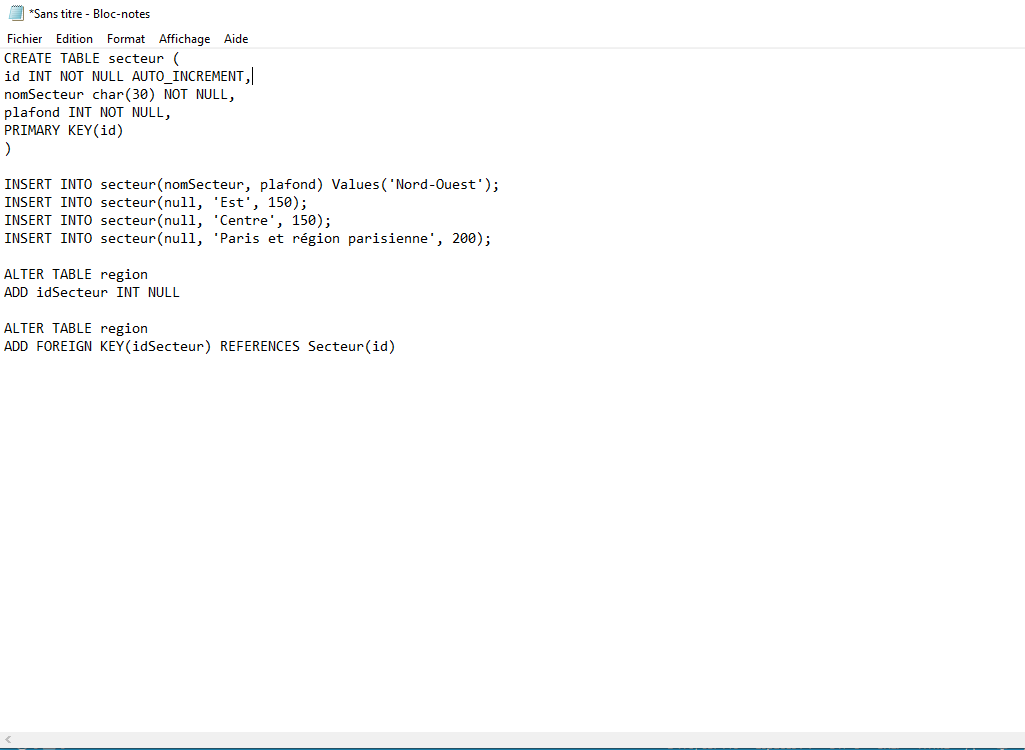 *Sans titre - Bloc-notes
Fichier Edition Format Affichage Aide
CREATE TABLE secteur (
id INT NOT NULL AUTO_INCREMENT,
nomSecteur char(30) NOT NULL,
plafond INT NOT NULL,
PRIMARY KEY(id)
)
INSERT INTO secteur(nomSecteur, plafond) Values('Nord-Ouest');
INSERT INTO secteur(null, 'Est', 150);
INSERT INTO secteur(null, 'Centre', 150);
INSERT INTO secteur(null, 'Paris et région parisienne', 200);
ALTER TABLE region
ADD idSecteur INT NULL
ALTER TABLE region
ADD FOREIGN KEY(idSecteur) REFERENCES Secteur(id)